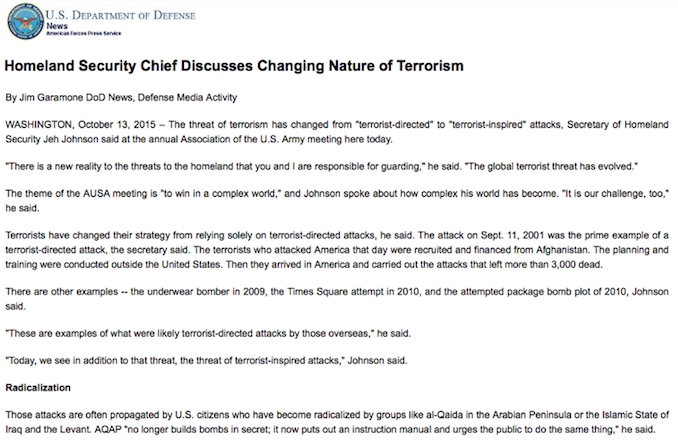 U.S. DEPARTMENT OF DEFENSE
News
American Forces Press Service
Homeland Security Chief Discusses Changing Nature of Terrorism
By Jim Garamone DoD News, Defense Media Activity
WASHINGTON, October 13, 2015 – The threat of terrorism has changed from "terrorist-directed" to "terrorist-inspired" attacks, Secretary of Homeland
Security Jeh Johnson said at the annual Association of the U.S. Army meeting here today.
"There is a new reality to the threats to the homeland that you and I are responsible for guarding," he said. "The global terrorist threat has evolved."
The theme of the AUSA meeting is "to win in a complex world," and Johnson spoke about how complex his world has become. "It is our challenge, too,"
he said.
Terrorists have changed their strategy from relying solely on terrorist-directed attacks, he said. The attack on Sept. 11, 2001 was the prime example of a
terrorist-directed attack, the secretary said. The terrorists who attacked America that day were recruited and financed from Afghanistan. The planning and
training were conducted outside the United States. Then they arrived in America and carried out the attacks that left more than 3,000 dead.
There are other examples -- the underwear bomber in 2009, the Times Square attempt in 2010, and the attempted package bomb plot of 2010, Johnson
said.
"These are examples of what were likely terrorist-directed attacks by those overseas," he said.
"Today, we see in addition to that threat, the threat of terrorist-inspired attacks," Johnson said.
Radicalization
Those attacks are often propagated by U.S. citizens who have become radicalized by groups like al-Qaida in the Arabian Peninsula or the Islamic State of
Iraq and the Levant. AQAP "no longer builds bombs in secret; it now puts out an instruction manual and urges the public to do the same thing," he said.